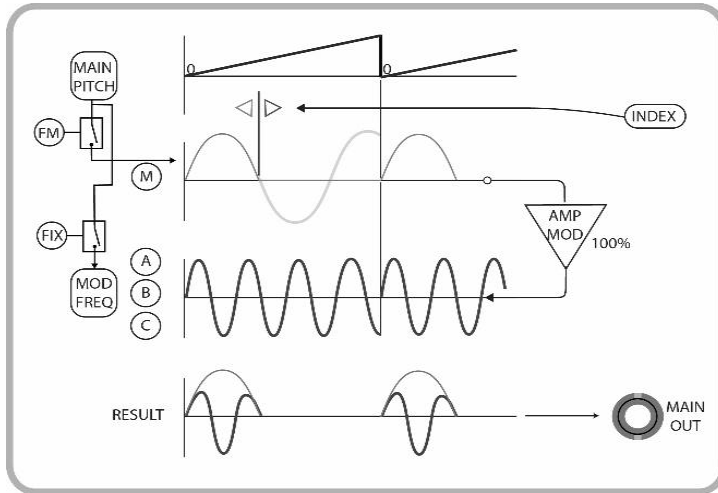 MAIN
PITCH
0
0
INDEX
FM
M
AMP
MOD
100%
FIX
A
MOD
FREQ
B
C
RESULT
MAIN
OUT